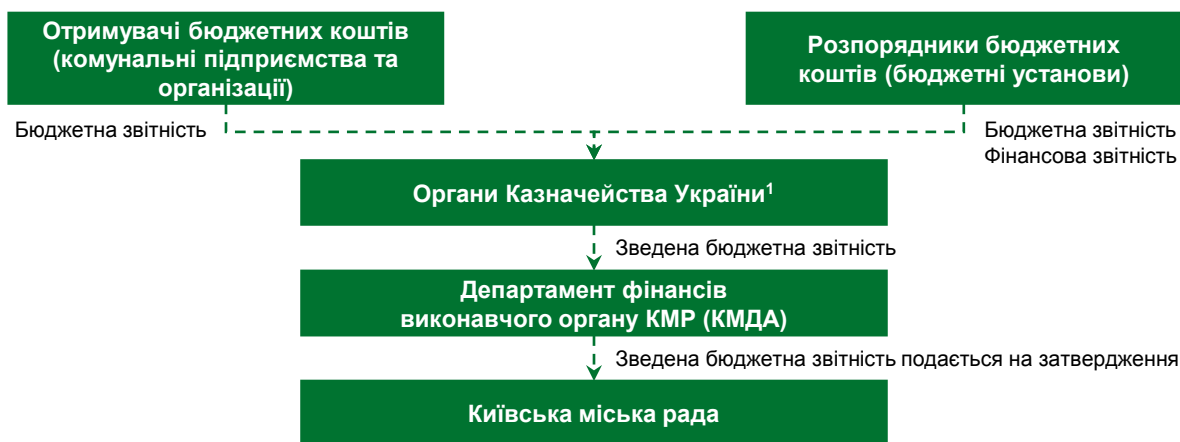 Отримувачі бюджетних коштів
(комунальні підприємства та
організації)
Розпорядники бюджетних
коштів (бюджетні установи)
Бюджетна звітність
Бюджетна звітність
Фінансова звітність
Органи Казначейства України¹
Зведена бюджетна звітність
Департамент фінансів
виконавчого органу КМР (КМДА)
Зведена бюджетна звітність подається на затвердження
Київська міська рада